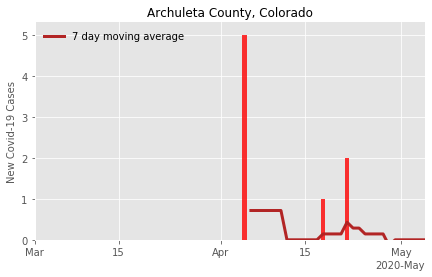 Archuleta County, Colorado
7 day moving average
New Covid-19 Cases
5
4
3
2
1
0
Mar 15 Apr 15 May
2020-May